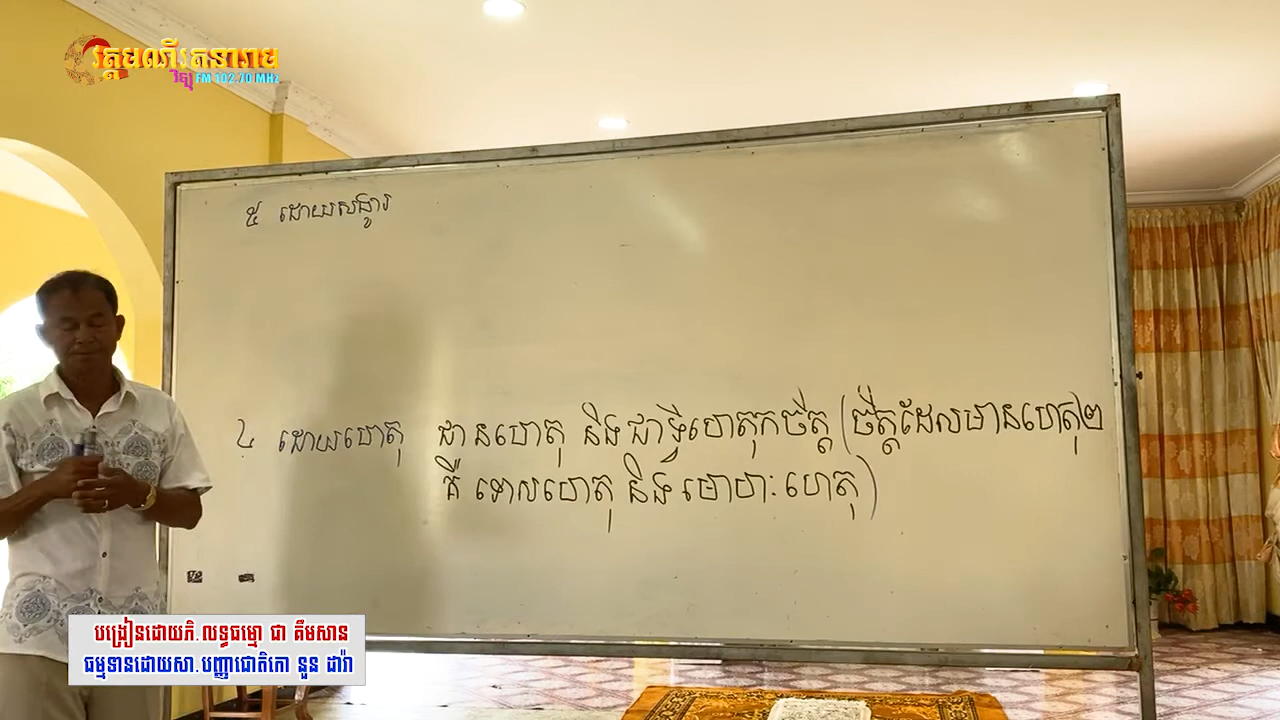 វត្តមណីរតនារាម
វិទ្យុ FM 102.70 MHz
៥ ដោយសង្ខារ
៤ ដោយហេតុ ជានហេតុ និងជាទ្វិហេតុកចិត្ត (ចិត្តដែលមានហេតុ២
គឺ ទោសហេតុ និង មោហៈហេតុ)
បង្រៀនដោយភិ.លទ្ធធម្មោ ជា គឹមសាន
ធម្មទានដោយសា.បញ្ញាជោតិកោ នួន ដារ៉ា